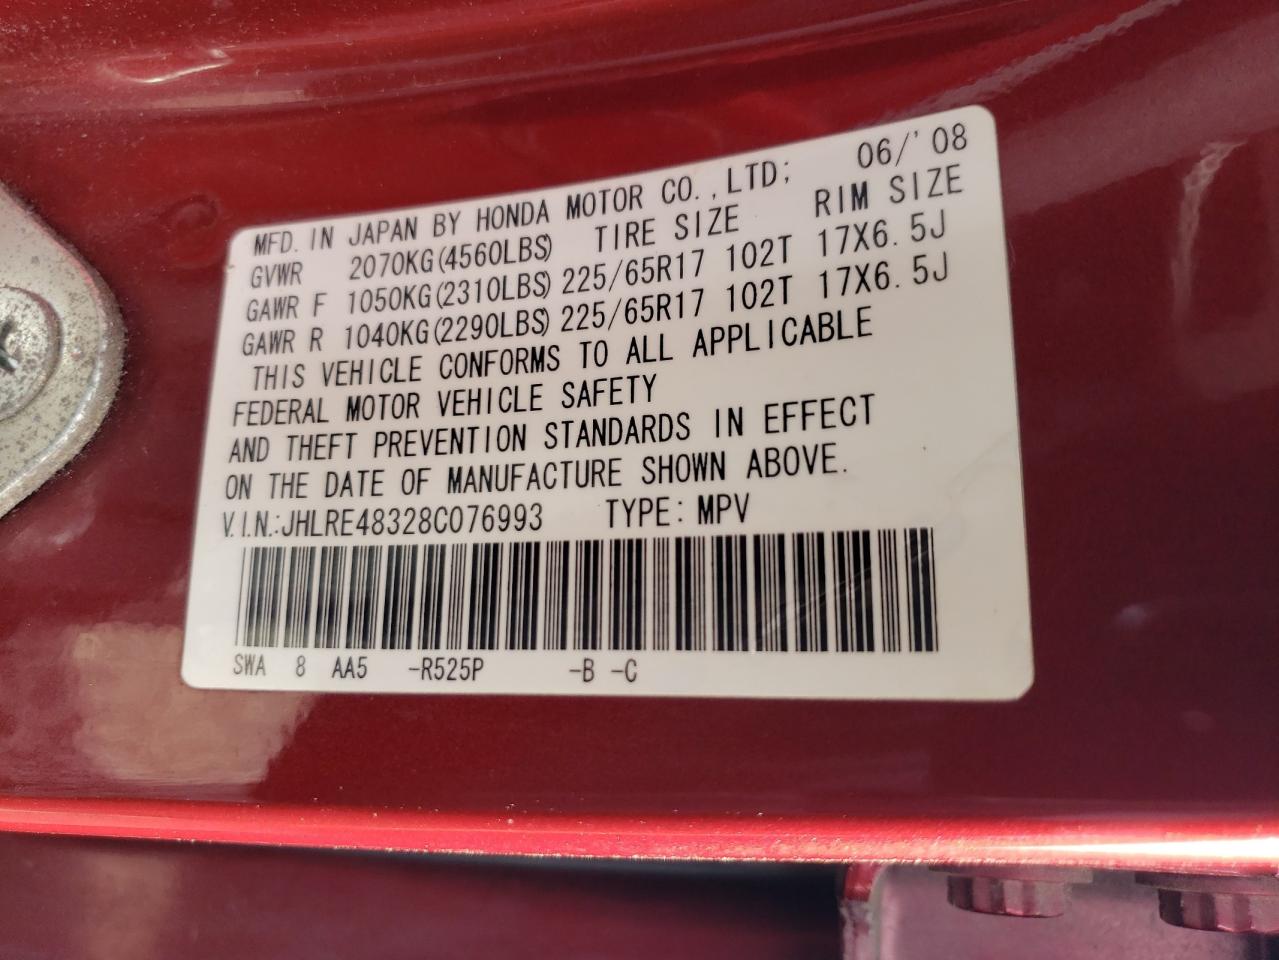 MFD. IN JAPAN BY HONDA MOTOR CO.,LTD; 06/'08
GVWR 2070KG(4560LBS) TIRE SIZE RIM SIZE
GAWR F 1050KG(2310LBS) 225/65R17 102T 17X6.5J
GAWR R 1040KG(2290LBS) 225/65R17 102T 17X6.5J
THIS VEHICLE CONFORMS TO ALL APPLICABLE
FEDERAL MOTOR VEHICLE SAFETY
AND THEFT PREVENTION STANDARDS IN EFFECT
ON THE DATE OF MANUFACTURE SHOWN ABOVE.
V.I.N.:JHLRE48328C076993 TYPE: MPV
SWA 8 AA5 -R525P -B -C